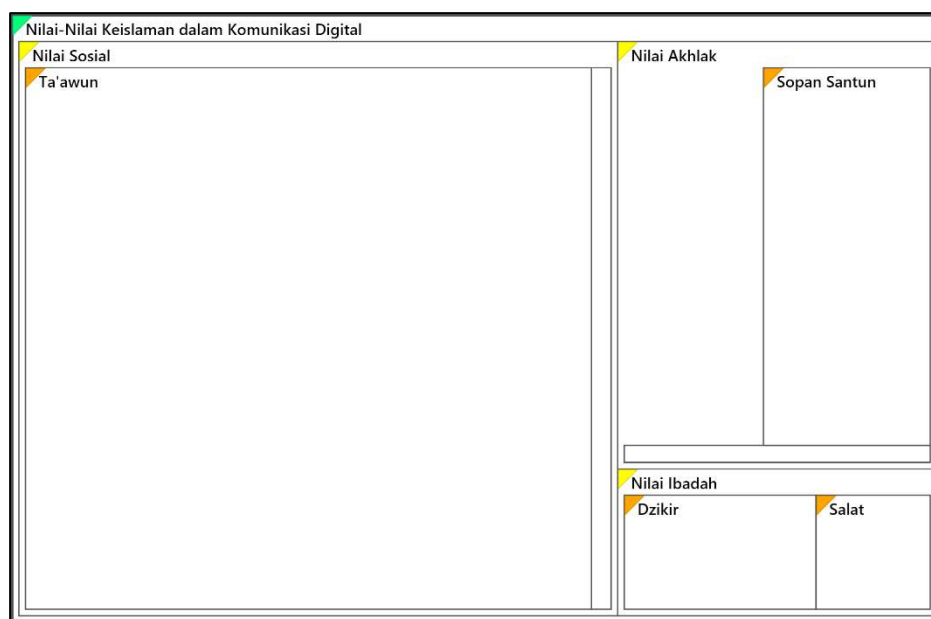 Nilai-Nilai Keislaman dalam Komunikasi Digital
Nilai Sosial
Ta'awun
Nilai Akhlak
Sopan Santun
Nilai Ibadah
Dzikir
Salat